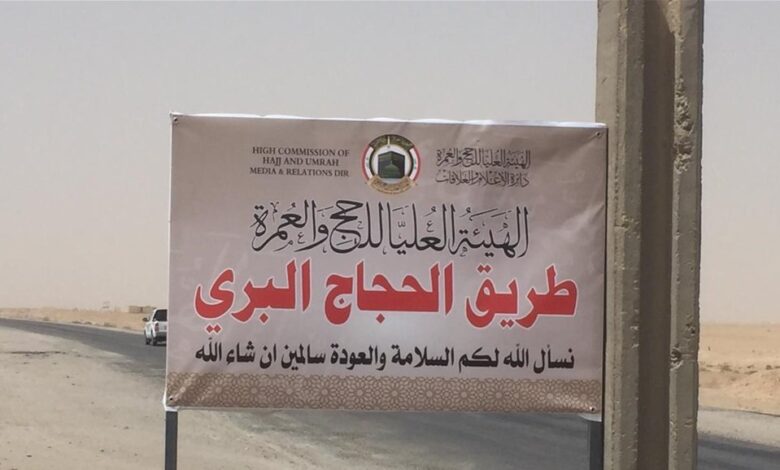 HIGH COMMISSION OF
HAJJ AND UMRAH
MEDIA & RELATIONS DIR
الهيئة العليا للحج والعمرة
دائرة الاعلام والعلاقات
الهيئة العليا للحج والعمرة
طريق الحجاج البري
نسأل الله لكم السلامة والعودة سالمين ان شاء الله